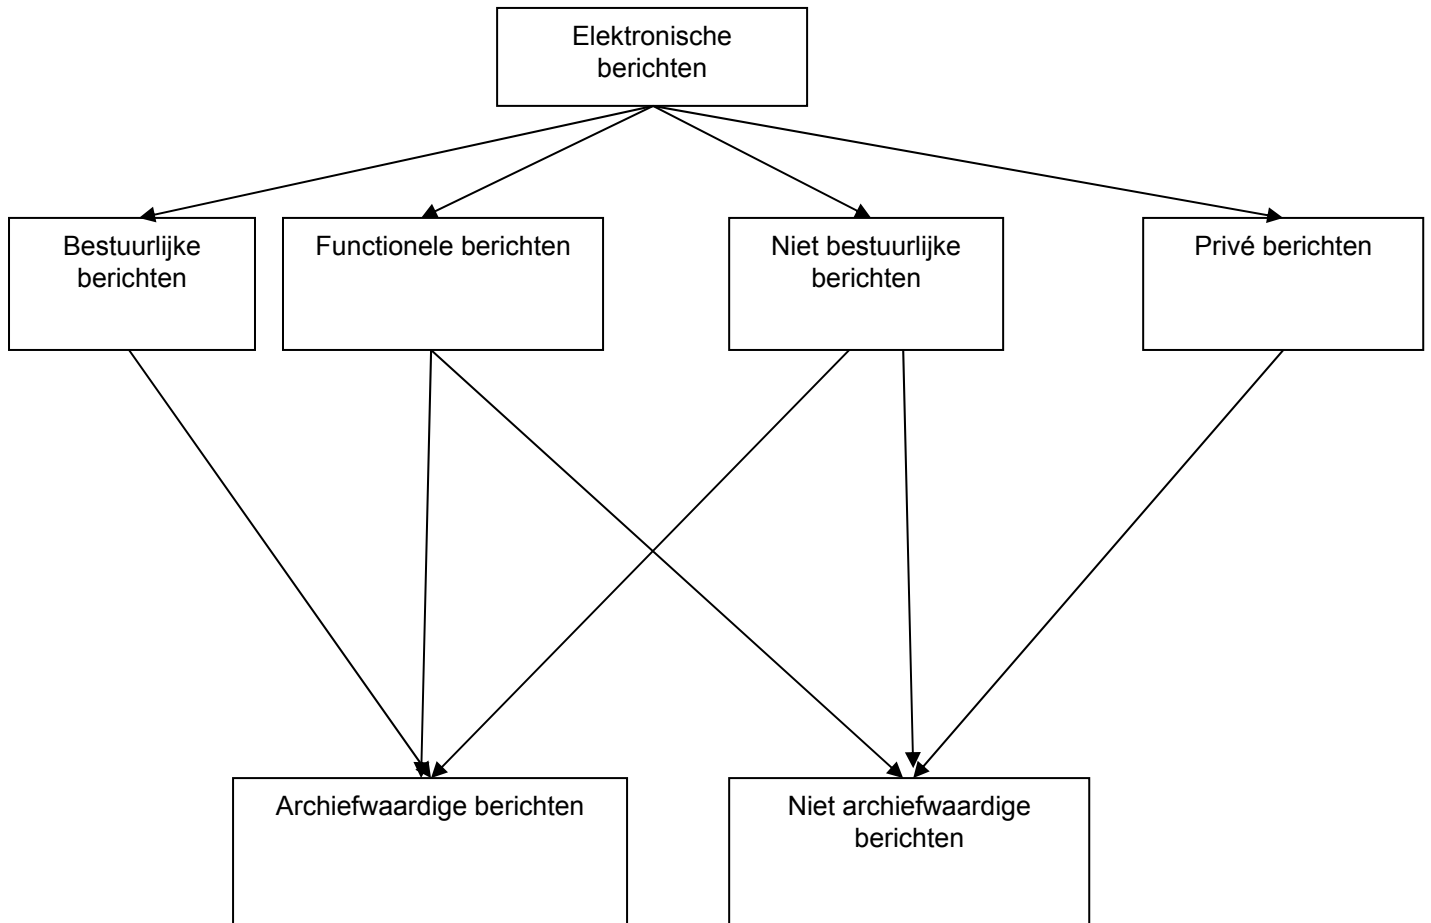 Elektronische
berichten
Bestuurlijke
berichten
Functionele berichten
Niet bestuurlijke
berichten
Privé berichten
Archiefwaardige berichten
Niet archiefwaardige
berichten